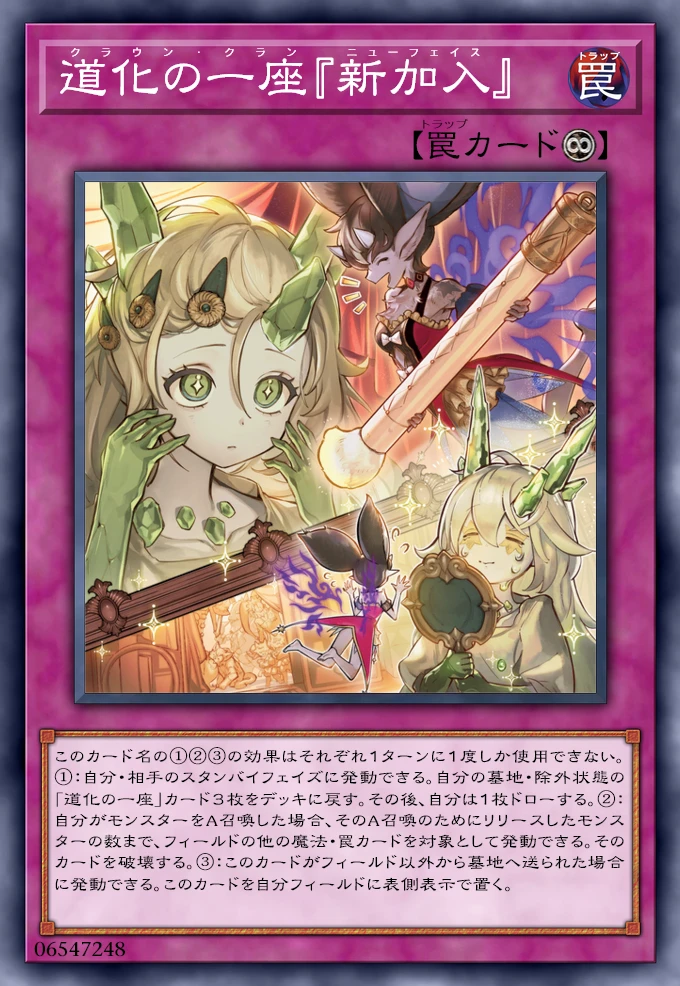 クラウン・クラン ニューフェイス
道化の一座『新加入』
トラップ
罠
トラップ
【罠カード】
このカード名の①②③の効果はそれぞれ1ターンに1度しか使用できない。
①：自分・相手のスタンバイフェイズに発動できる。自分の墓地・除外状態の
「道化の一座」カード3枚をデッキに戻す。その後、自分は1枚ドローする。②：
自分がモンスターをA召喚した場合、そのA召喚のためにリリースしたモンス
ターの数まで、フィールドの他の魔法・罠カードを対象として発動できる。その
カードを破壊する。③：このカードがフィールド以外から墓地へ送られた場合
に発動できる。このカードを自分フィールドに表側表示で置く。
06547248